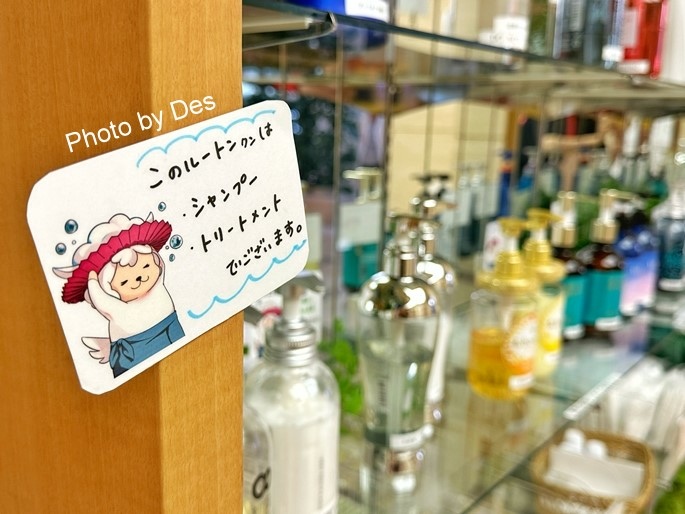 Photo by Des
このルートンワンは
・シャンプー
・トリートメント
でございます。